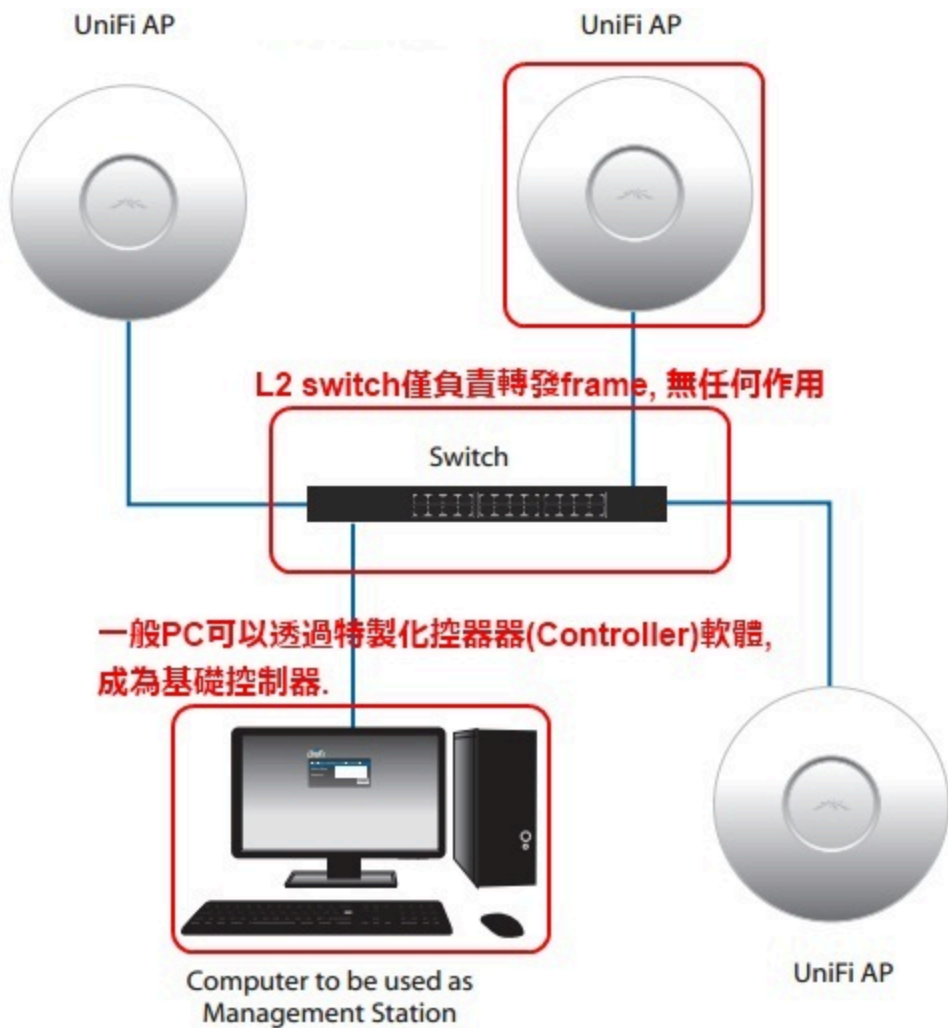 UniFi AP
UniFi AP
L2 switch僅負責轉發frame, 無任何作用
Switch
一般PC可以透過特製化控器器(Controller)軟體,
成為基礎控制器.
Computer to be used as
Management Station
UniFi AP